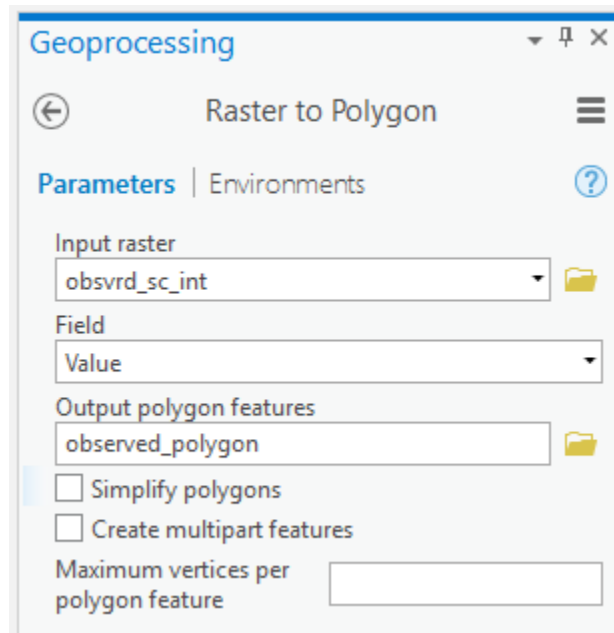 Geoprocessing
Raster to Polygon
Parameters | Environments
Input raster
obsvrd_sc_int
Field
Value
Output polygon features
observed_polygon
Simplify polygons
Create multipart features
Maximum vertices per
polygon feature